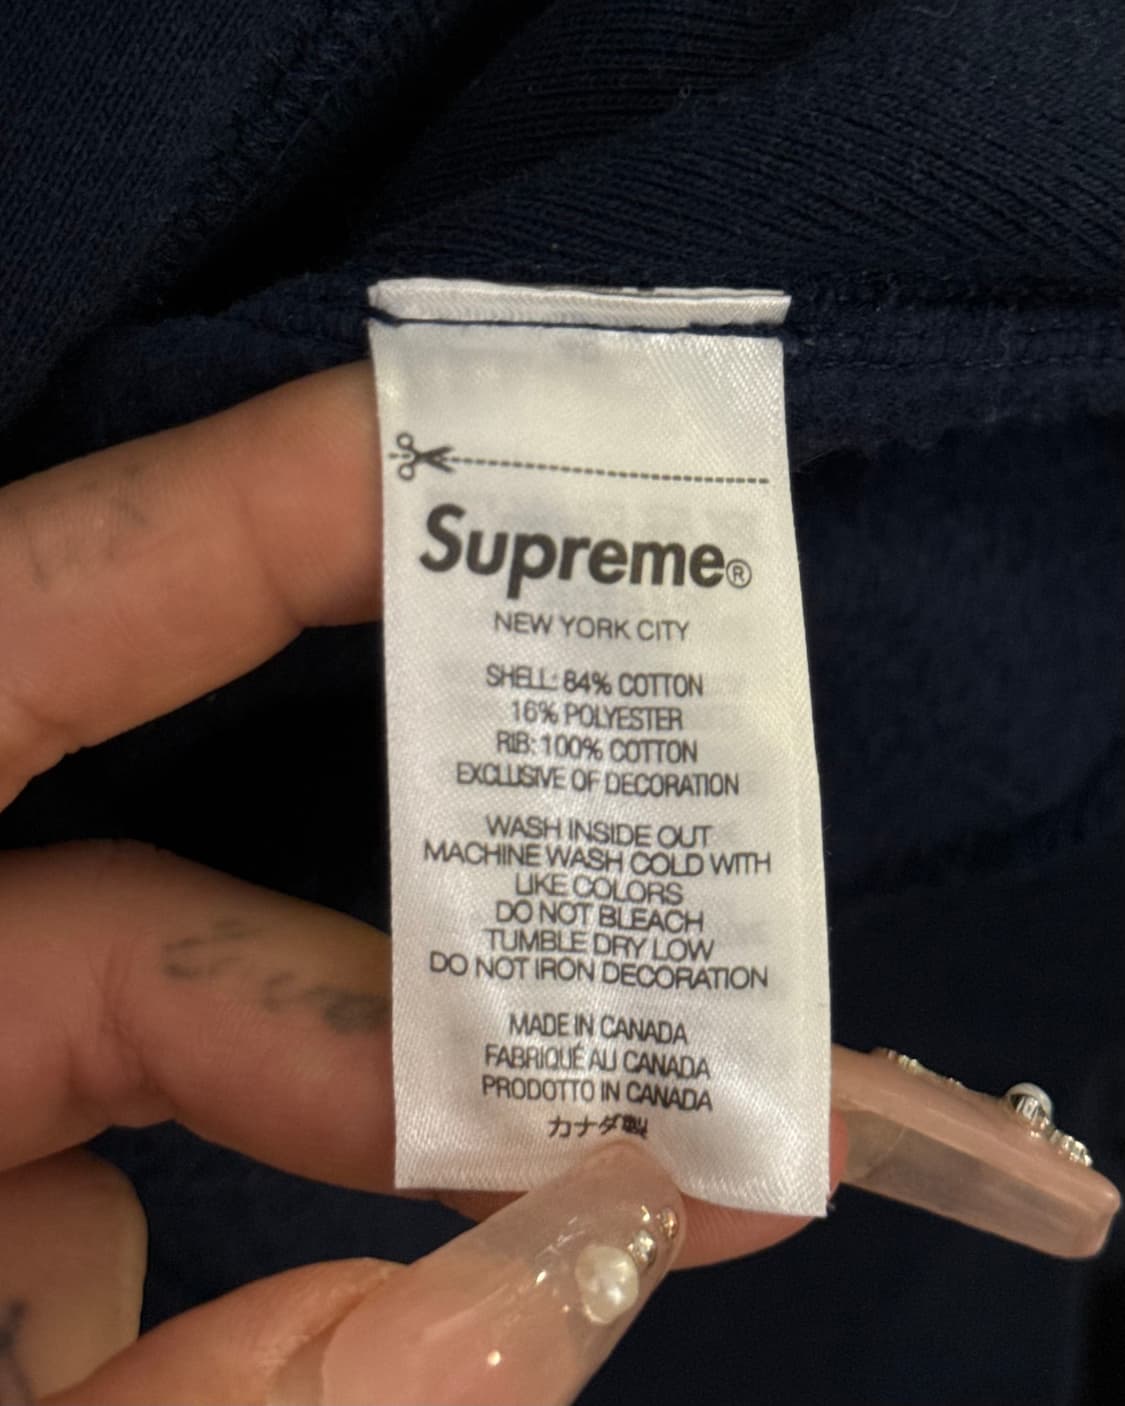 Supreme®
NEW YORK CITY
SHELL: 84% COTTON
16% POLYESTER
RIB: 100% COTTON
EXCLUSIVE OF DECORATION
WASH INSIDE OUT
MACHINE WASH COLD WITH
LIKE COLORS
DO NOT BLEACH
TUMBLE DRY LOW
DO NOT IRON DECORATION
MADE IN CANADA
FABRIQUÉ AU CANADA
PRODOTTO IN CANADA
カナダ製